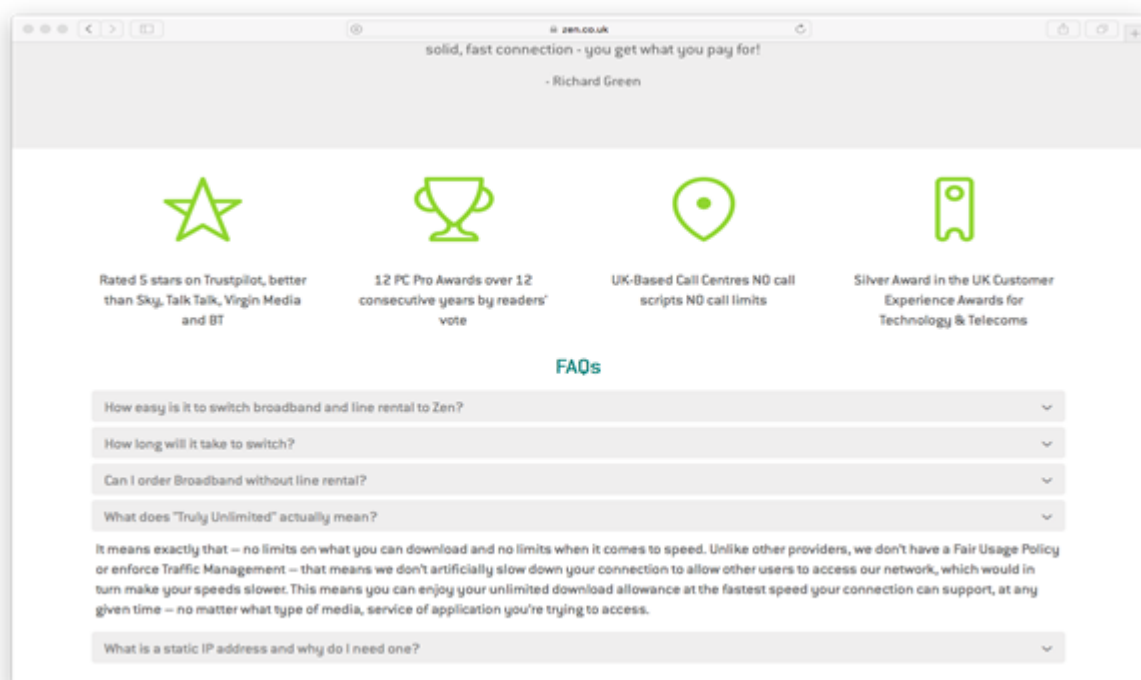 zen.co.uk
solid, fast connection - you get what you pay for!
- Richard Green
Rated 5 stars on Trustpilot, better
than Sky, Talk Talk, Virgin Media
and BT
12 PC Pro Awards over 12
consecutive years by readers'
vote
UK-Based Call Centres NO call
scripts NO call limits
Silver Award in the UK Customer
Experience Awards for
Technology & Telecoms
FAQs
How easy is it to switch broadband and line rental to Zen?
How long will it take to switch?
Can I order Broadband without line rental?
What does "Truly Unlimited" actually mean?
It means exactly that – no limits on what you can download and no limits when it comes to speed. Unlike other providers, we don't have a Fair Usage Policy
or enforce Traffic Management – that means we don't artificially slow down your connection to allow other users to access our network, which would in
turn make your speeds slower. This means you can enjoy your unlimited download allowance at the fastest speed your connection can support, at any
given time – no matter what type of media, service of application you're trying to access.
What is a static IP address and why do I need one?